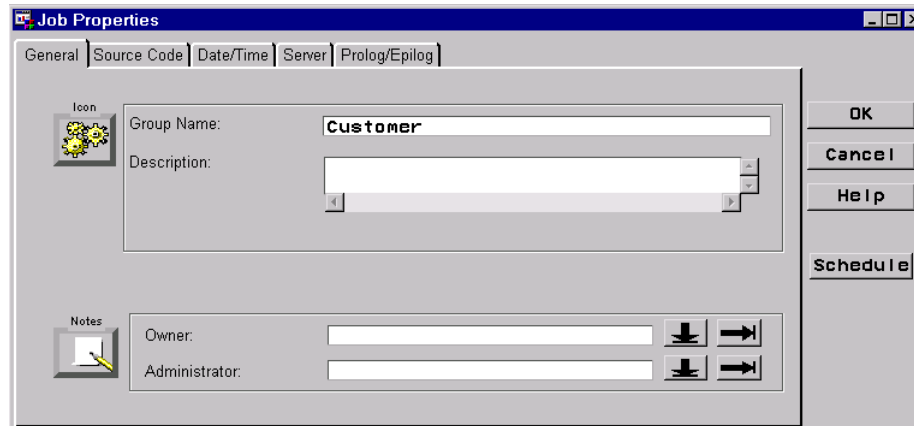 Job Properties
General Source Code Date/Time Server Prolog/Epilog
Icon
Group Name: Customer
Description:
OK
Cancel
Help
Schedule
Notes
Owner:
Administrator: